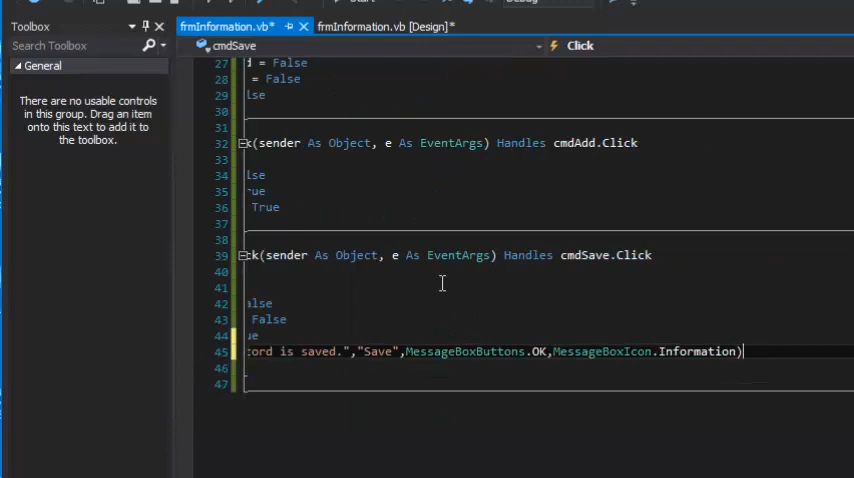 Toolbox
Search Toolbox
General
There are no usable controls
in this group. Drag an item
onto this text to add it to
the toolbox.
frmInformation.vb*
frmInformation.vb [Design]*
cmdSave
Click
27 = False
28 = False
29 lse
30
31
32 k(sender As Object, e As EventArgs) Handles cmdAdd.Click
33
34 lse
35 rue
36 True
37
38
39 ck(sender As Object, e As EventArgs) Handles cmdSave.Click
40
41
42 alse
43 False
44 ue
45 cord is saved.","Save",MessageBoxButtons.OK,MessageBoxIcon.Information)
46
47